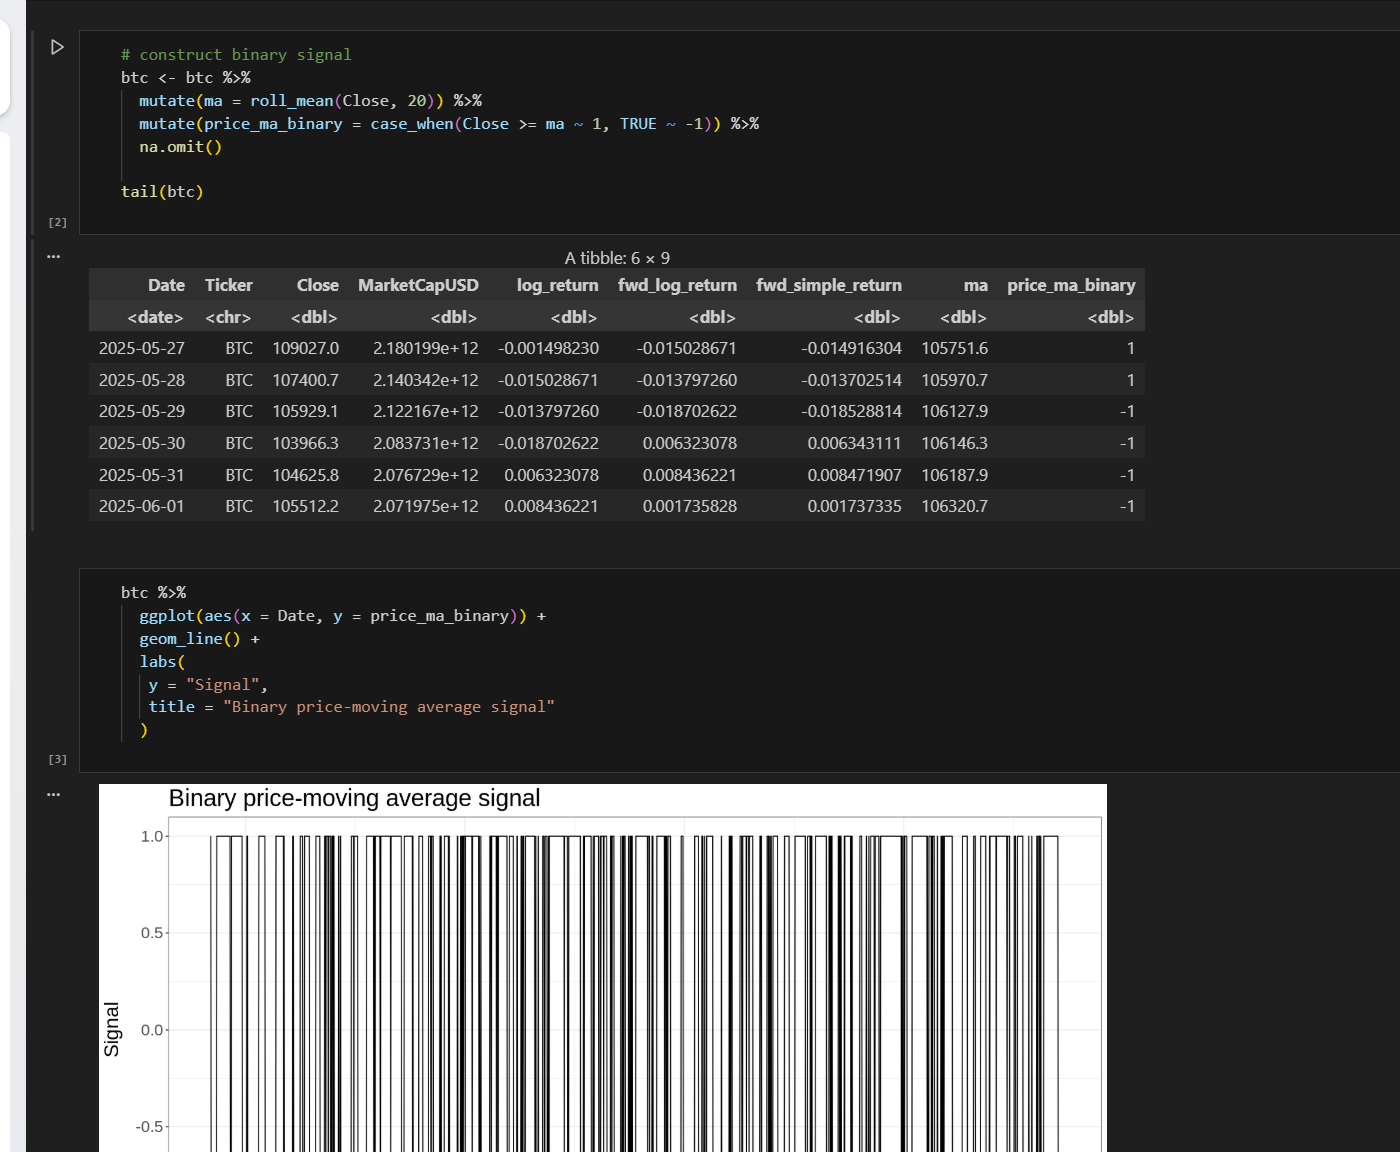 # construct binary signal
btc <- btc %>%
mutate(ma = roll_mean(Close, 20)) %>%
mutate(price_ma_binary = case_when(Close >= ma ~ 1, TRUE ~ -1)) %>%
na.omit()
tail(btc)
[2]
...
A tibble: 6 × 9
Date Ticker Close MarketCapUSD log_return fwd_log_return fwd_simple_return ma price_ma_binary
<date> <chr> <dbl> <dbl> <dbl> <dbl> <dbl> <dbl> <dbl>
2025-05-27 BTC 109027.0 2.180199e+12 -0.001498230 -0.015028671 -0.014916304 105751.6 1
2025-05-28 BTC 107400.7 2.140342e+12 -0.015028671 -0.013797260 -0.013702514 105970.7 1
2025-05-29 BTC 105929.1 2.122167e+12 -0.013797260 -0.018702622 -0.018528814 106127.9 -1
2025-05-30 BTC 103966.3 2.083731e+12 -0.018702622 0.006323078 0.006343111 106146.3 -1
2025-05-31 BTC 104625.8 2.076729e+12 0.006323078 0.008436221 0.008471907 106187.9 -1
2025-06-01 BTC 105512.2 2.071975e+12 0.008436221 0.001735828 0.001737335 106320.7 -1
btc %>%
ggplot(aes(x = Date, y = price_ma_binary)) +
geom_line() +
labs(
y = "Signal",
title = "Binary price-moving average signal"
)
[3]
...
Binary price-moving average signal
1.0
0.5
0.0
-0.5
Signal